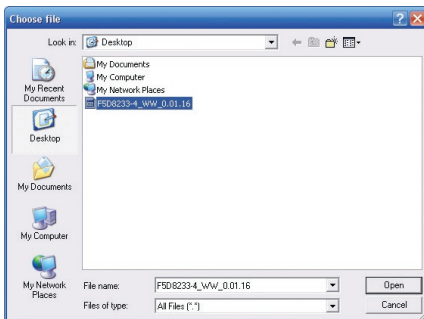 Choose file
Look in:
Desktop
My Recent
Documents
Desktop
My Documents
My Computer
My Network
Places
My Documents
My Computer
My Network Places
F5D8233-4_WW_0.01.16
File name:
F5D8233-4_WW_0.01.16
Open
Files of type:
All Files (*.*)
Cancel